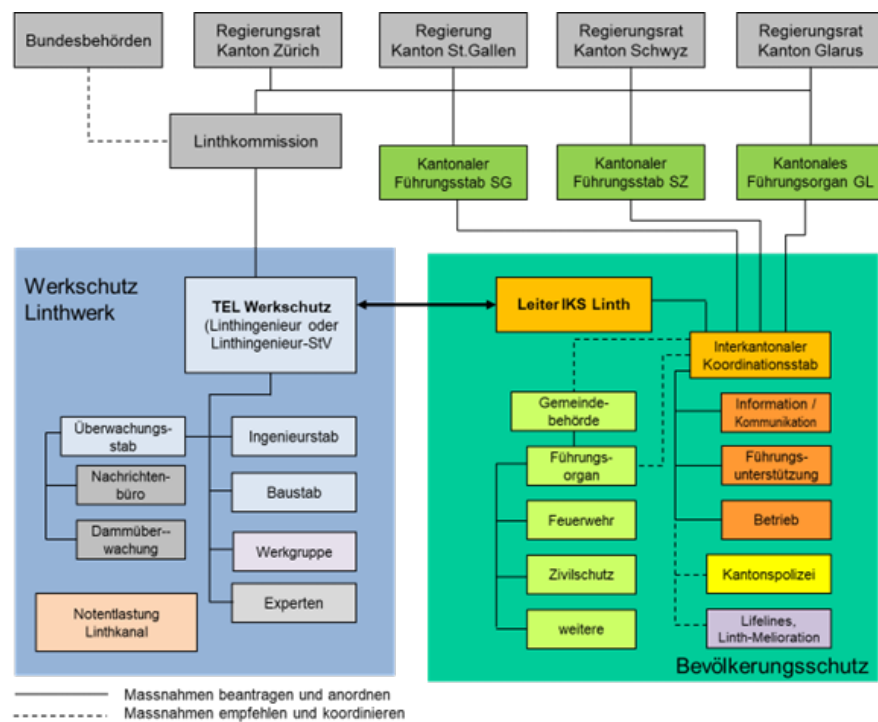 Bundesbehörden
Regierungsrat
Kanton Zürich
Regierung
Kanton St.Gallen
Regierungsrat
Kanton Schwyz
Regierungsrat
Kanton Glarus
Linthkommission
Kantonaler
Führungsstab SG
Kantonaler
Führungsstab SZ
Kantonales
Führungsorgan GL
Werkschutz
Linthwerk
TEL Werkschutz
(Linthingenieur oder
Linthingenieur-StV)
Überwachungs-
stab
Nachrichten-
büro
Dammüber--
wachung
Ingenieurstab
Baustab
Werkgruppe
Experten
Notentlastung
Linthkanal
Leiter IKS Linth
Interkantonaler
Koordinationsstab
Gemeinde-
behörde
Führungs-
organ
Feuerwehr
Zivilschutz
weitere
Information /
Kommunikation
Führungs-
unterstützung
Betrieb
Kantonspolizei
Lifelines,
Linth-Melioration
Bevölkerungsschutz
Massnahmen beantragen und anordnen
Massnahmen empfehlen und koordinieren